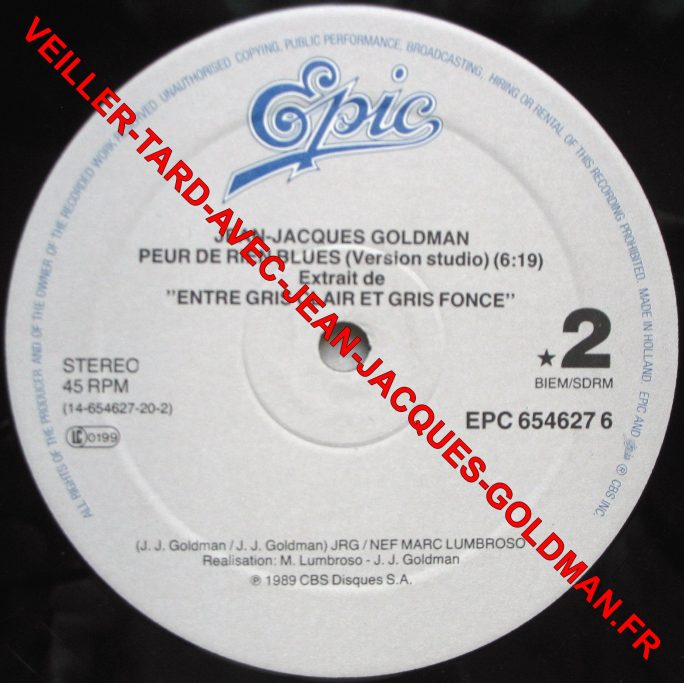 VEILLER-TARD-AVEC-JEAN-JACQUES-GOLDMAN.FR
ALL RIGHTS OF THE PRODUCER AND OF THE OWNER OF THE RECORDED WORK RESERVED. UNAUTHORISED COPYING, PUBLIC PERFORMANCE, BROADCASTING, HIRING OR RENTAL OF THIS RECORDING PROHIBITED. MADE IN HOLLAND. EPIC AND Epic ® CBS INC.
Epic
JEAN-JACQUES GOLDMAN
PEUR DE RIEN BLUES (Version studio) (6:19)
Extrait de
"ENTRE GRIS CLAIR ET GRIS FONCE"
STEREO
45 RPM
(14-654627-20-2)
LC 0199
★2
BIEM/SDRM
EPC 654627 6
(J. J. Goldman / J. J. Goldman) JRG / NEF MARC LUMBROSO
Realisation: M. Lumbroso - J. J. Goldman
℗ 1989 CBS Disques S.A.